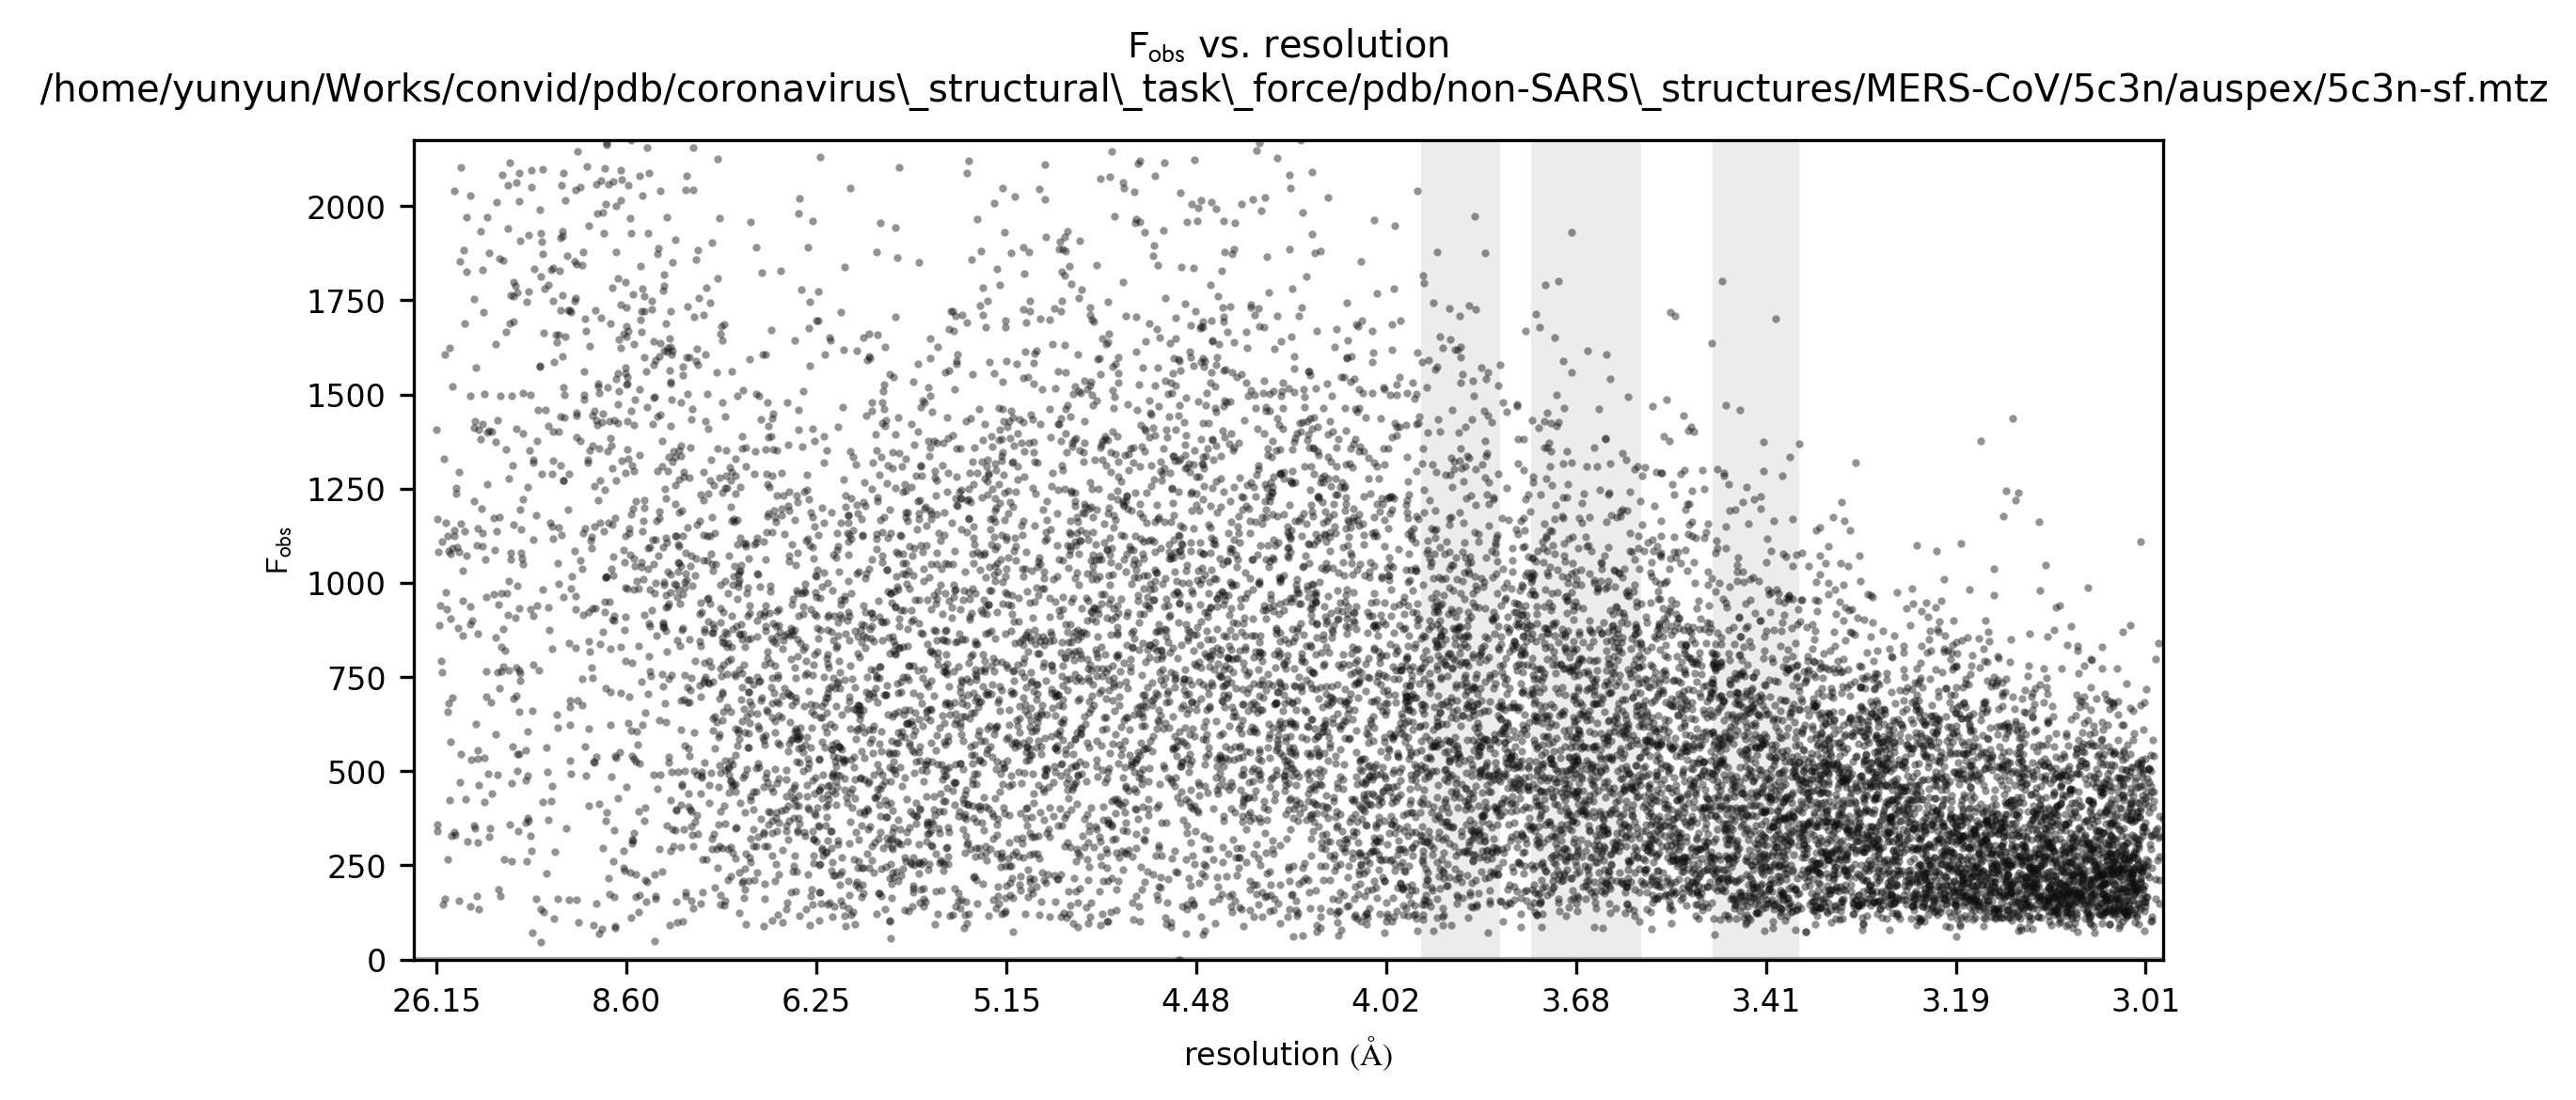 F_obs vs. resolution
/home/yunyun/Works/convid/pdb/coronavirus\_structural\_task\_force/pdb/non-SARS\_structures/MERS-CoV/5c3n/auspex/5c3n-sf.mtz
F_obs
2000
1750
1500
1250
1000
750
500
250
0
26.15 8.60 6.25 5.15 4.48 4.02 3.68 3.41 3.19 3.01
resolution (Å)